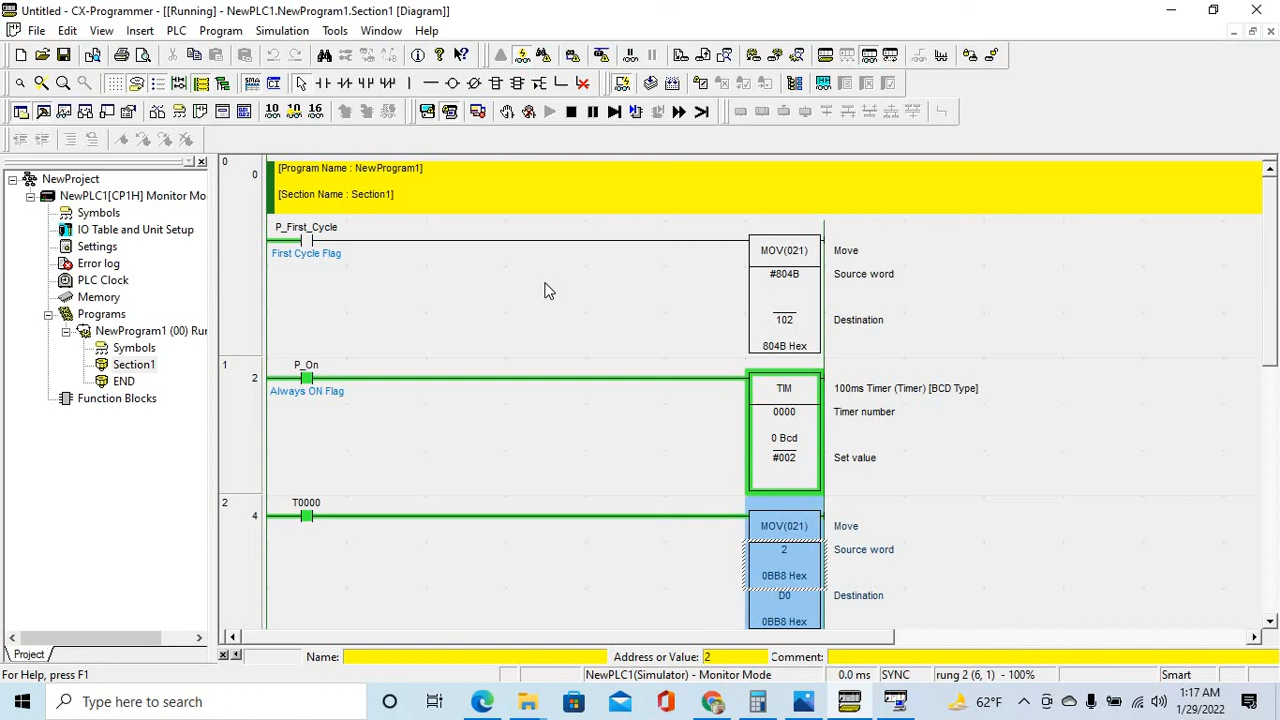 Untitled - CX-Programmer - [[Running] - NewPLC1.NewProgram1.Section1 [Diagram]]
File Edit View Insert PLC Program Simulation Tools Window Help
10 10 16
NewProject
NewPLC1[CP1H] Monitor Mo
Symbols
IO Table and Unit Setup
Settings
Error log
PLC Clock
Memory
Programs
NewProgram1 (00) Run
Symbols
Section1
END
Function Blocks
Project
0
0
[Program Name : NewProgram1]
[Section Name : Section1]
P_First_Cycle
First Cycle Flag
MOV(021) Move
#804B Source word
102 Destination
804B Hex
1
2
P_On
Always ON Flag
TIM 100ms Timer (Timer) [BCD Type]
0000 Timer number
0 Bcd
#002 Set value
2
4
T0000
MOV(021) Move
2 Source word
0BB8 Hex
D0 Destination
0BB8 Hex
Name: Address or Value: 2 Comment:
For Help, press F1 NewPLC1(Simulator) - Monitor Mode 0.0 ms SYNC rung 2 (6, 1) - 100% Smart
Type here to search 62°F 1:17 AM
1/29/2022